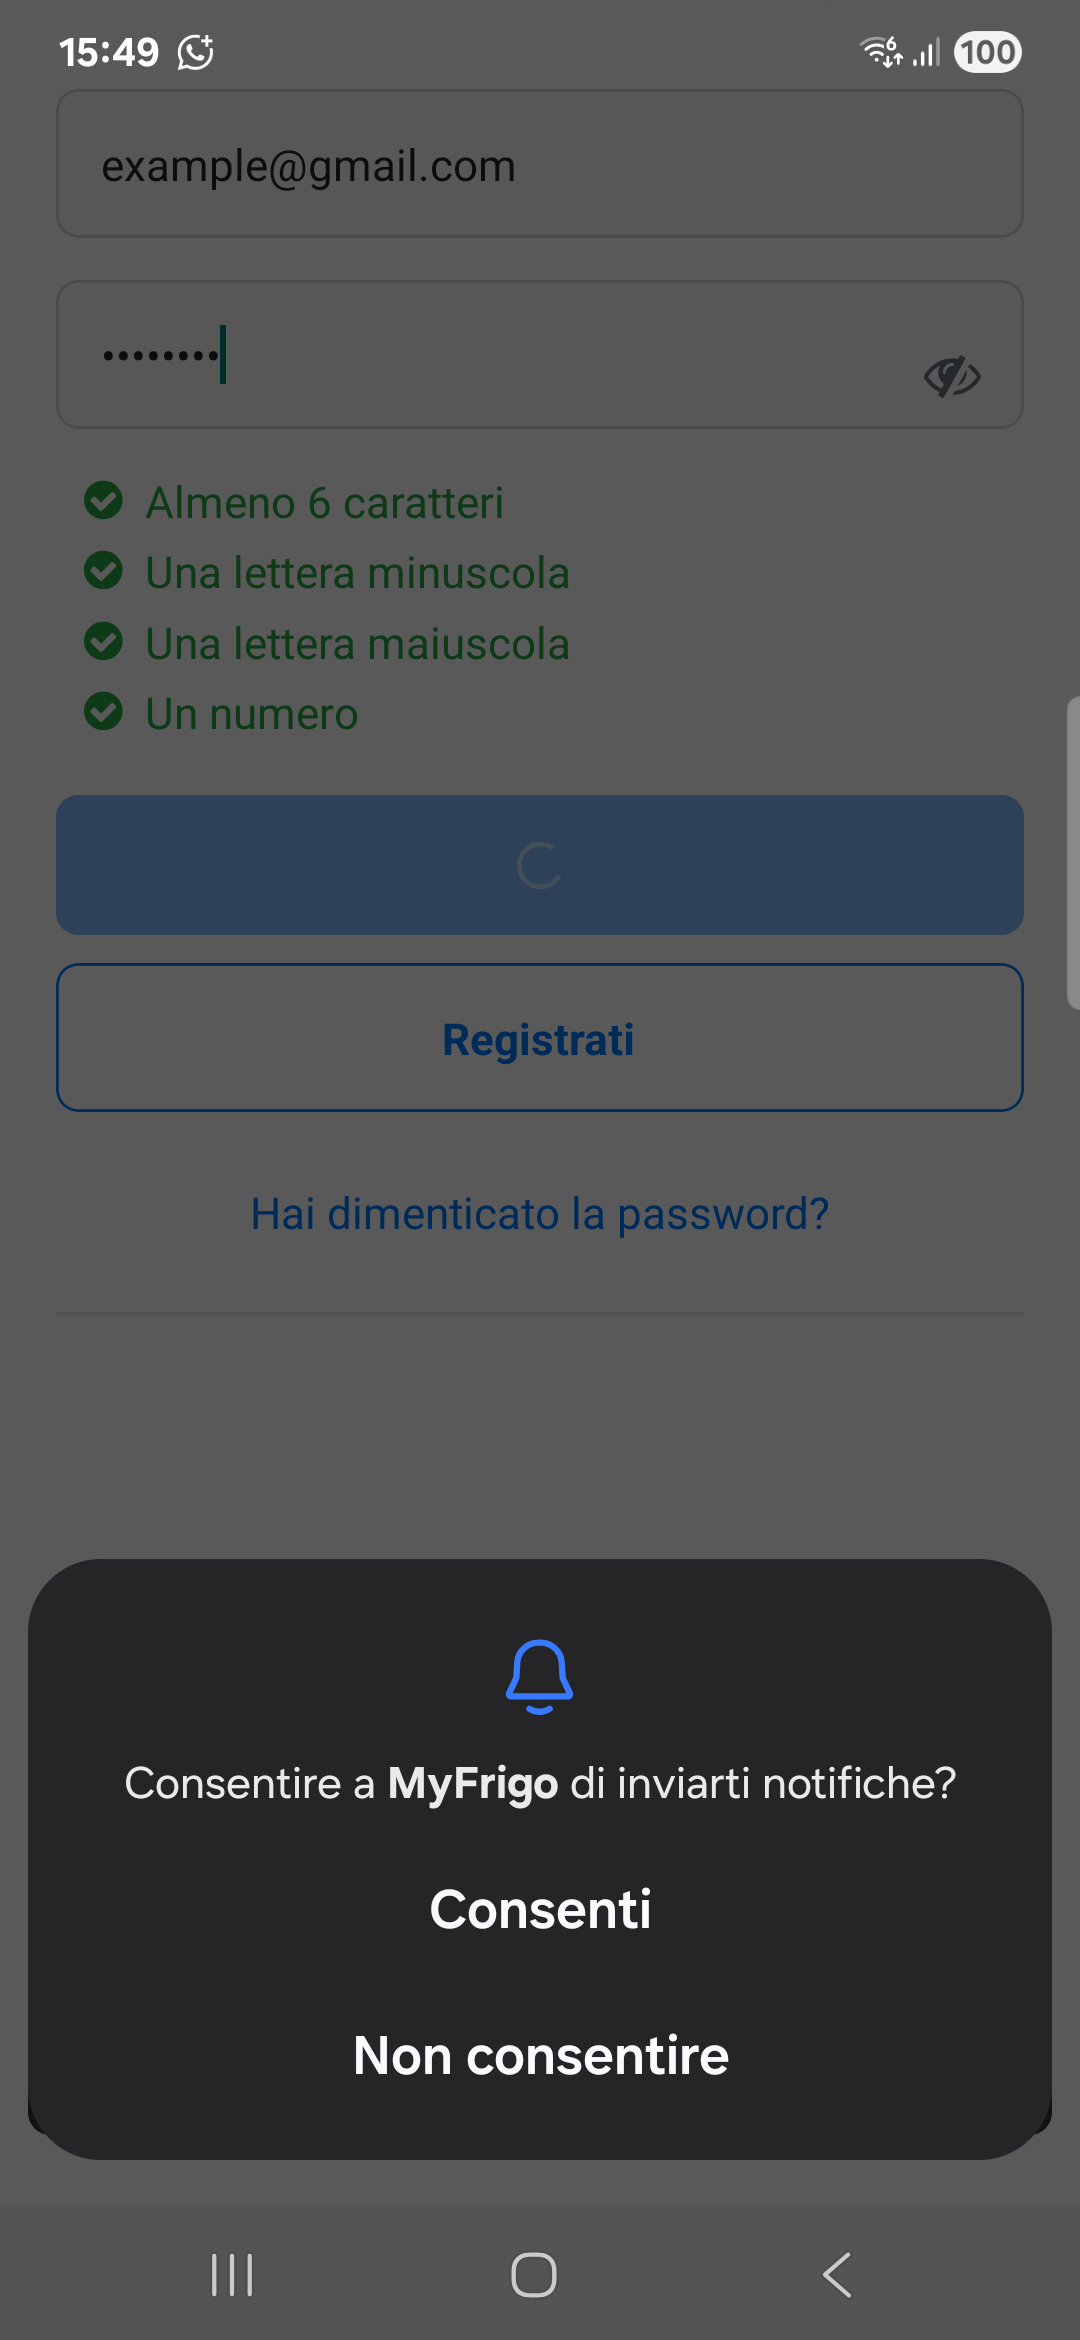 15:49
6
100
example@gmail.com
••••••••
Almeno 6 caratteri
Una lettera minuscola
Una lettera maiuscola
Un numero
Registrati
Hai dimenticato la password?
Consentire a MyFrigo di inviarti notifiche?
Consenti
Non consentire